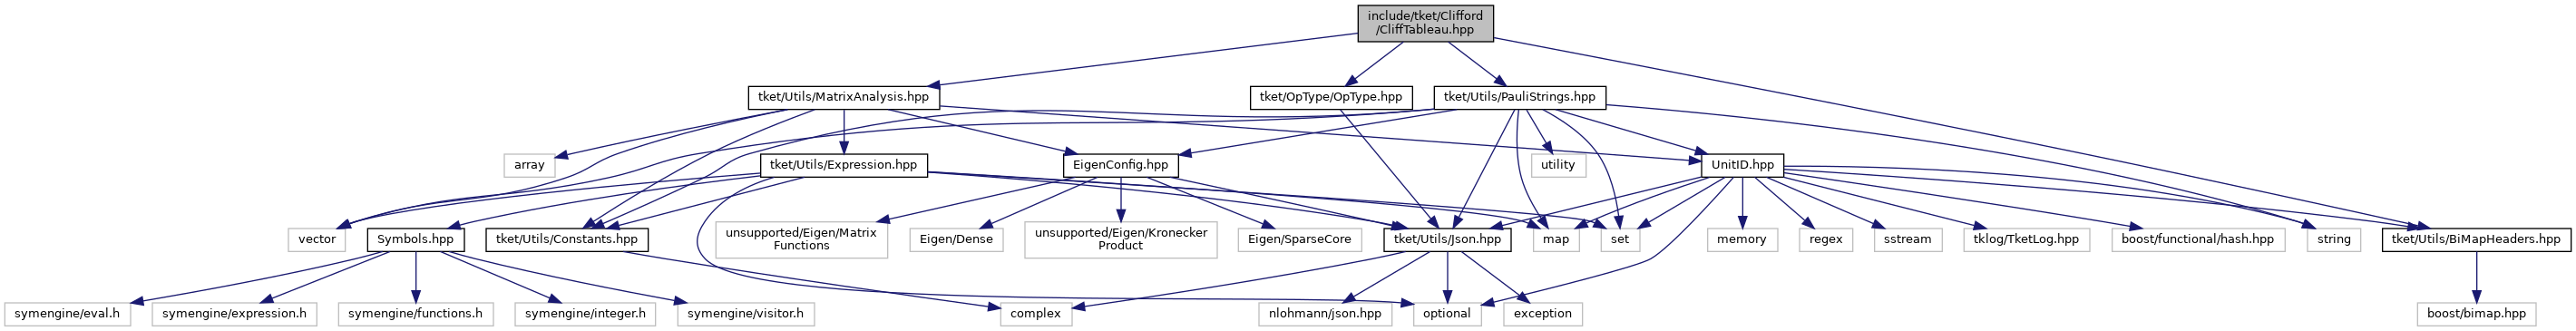 include/tket/Clifford
/CliffTableau.hpp
tket/Utils/MatrixAnalysis.hpp
tket/OpType/OpType.hpp
tket/Utils/PauliStrings.hpp
array
tket/Utils/Expression.hpp
EigenConfig.hpp
utility
UnitID.hpp
vector
Symbols.hpp
tket/Utils/Constants.hpp
unsupported/Eigen/Matrix
Functions
Eigen/Dense
unsupported/Eigen/Kronecker
Product
Eigen/SparseCore
tket/Utils/Json.hpp
map
set
memory
regex
sstream
tklog/TketLog.hpp
boost/functional/hash.hpp
string
tket/Utils/BiMapHeaders.hpp
symengine/eval.h
symengine/expression.h
symengine/functions.h
symengine/integer.h
symengine/visitor.h
complex
nlohmann/json.hpp
optional
exception
boost/bimap.hpp